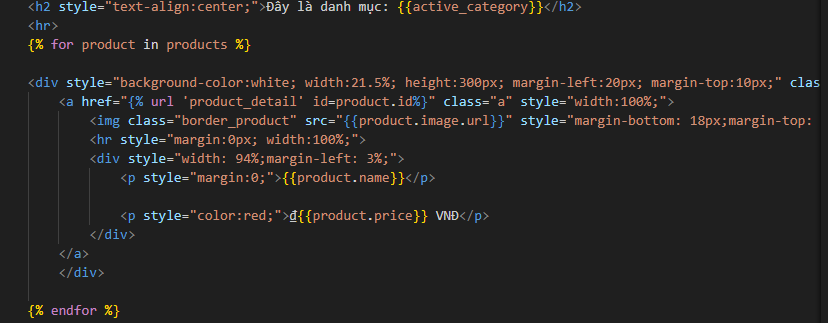 <h2 style="text-align:center;">Đây là danh mục: {{active_category}}</h2>
<hr>
{% for product in products %}
<div style="background-color:white; width:21.5%; height:300px; margin-left:20px; margin-top:10px;" clas
<a href="{% url 'product_detail' id=product.id%}" class="a" style="width:100%;">
<img class="border_product" src="{{product.image.url}}" style="margin-bottom: 18px;margin-top:
<hr style="margin:0px; width:100%;">
<div style="width: 94%;margin-left: 3%;">
<p style="margin:0;">{{product.name}}</p>
<p style="color:red;">₫{{product.price}} VNĐ</p>
</div>
</a>
</div>
{% endfor %}